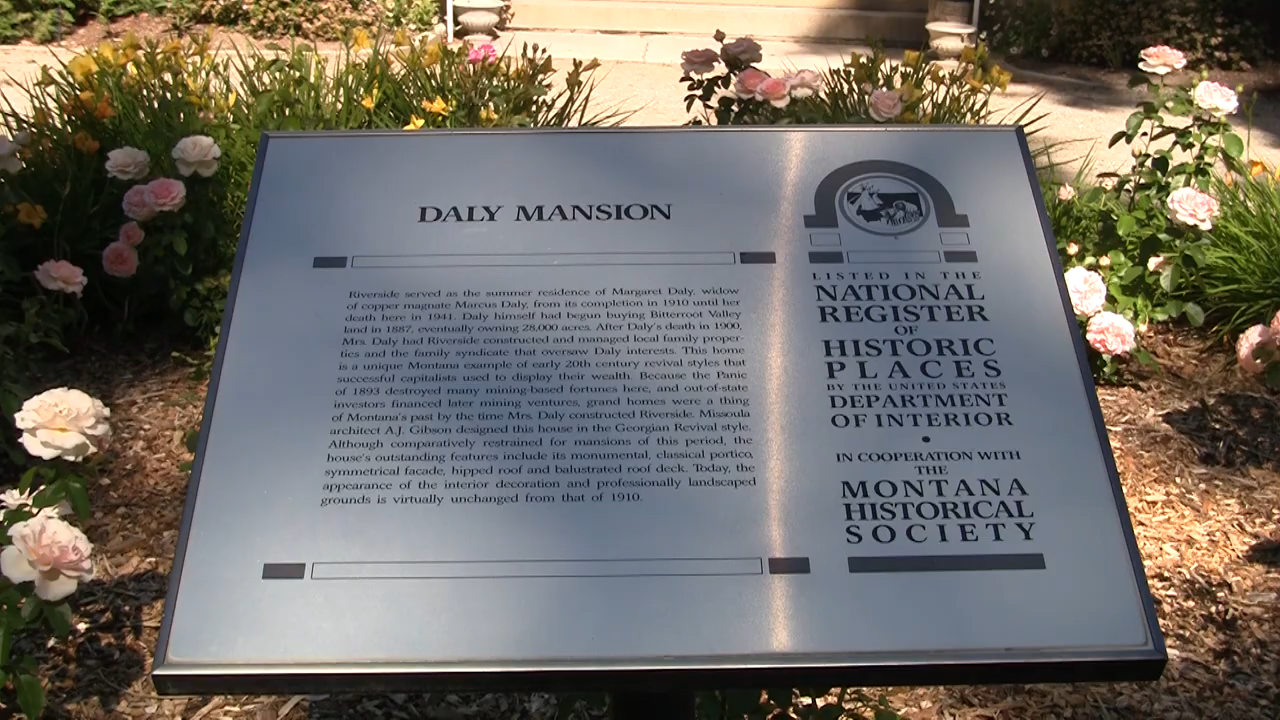 DALY MANSION
Riverside served as the summer residence of Margaret Daly, widow
of copper magnate Marcus Daly, from its completion in 1910 until her
death here in 1941. Daly himself had begun buying Bitterroot Valley
land in 1887, eventually owning 28,000 acres. After Daly's death in 1900,
Mrs. Daly had Riverside constructed and managed local family proper-
ties and the family syndicate that oversaw Daly interests. This home
is a unique Montana example of early 20th century revival styles that
successful capitalists used to display their wealth. Because the Panic
of 1893 destroyed many mining-based fortunes here, and out-of-state
investors financed later mining ventures, grand homes were a thing
of Montana's past by the time Mrs. Daly constructed Riverside. Missoula
architect A.J. Gibson designed this house in the Georgian Revival style.
Although comparatively restrained for mansions of this period, the
house's outstanding features include its monumental, classical portico,
symmetrical facade, hipped roof and balustrated roof deck. Today, the
appearance of the interior decoration and professionally landscaped
grounds is virtually unchanged from that of 1910.
LISTED IN THE
NATIONAL
REGISTER
OF
HISTORIC
PLACES
BY THE UNITED STATES
DEPARTMENT
OF INTERIOR
•
IN COOPERATION WITH
THE
MONTANA
HISTORICAL
SOCIETY